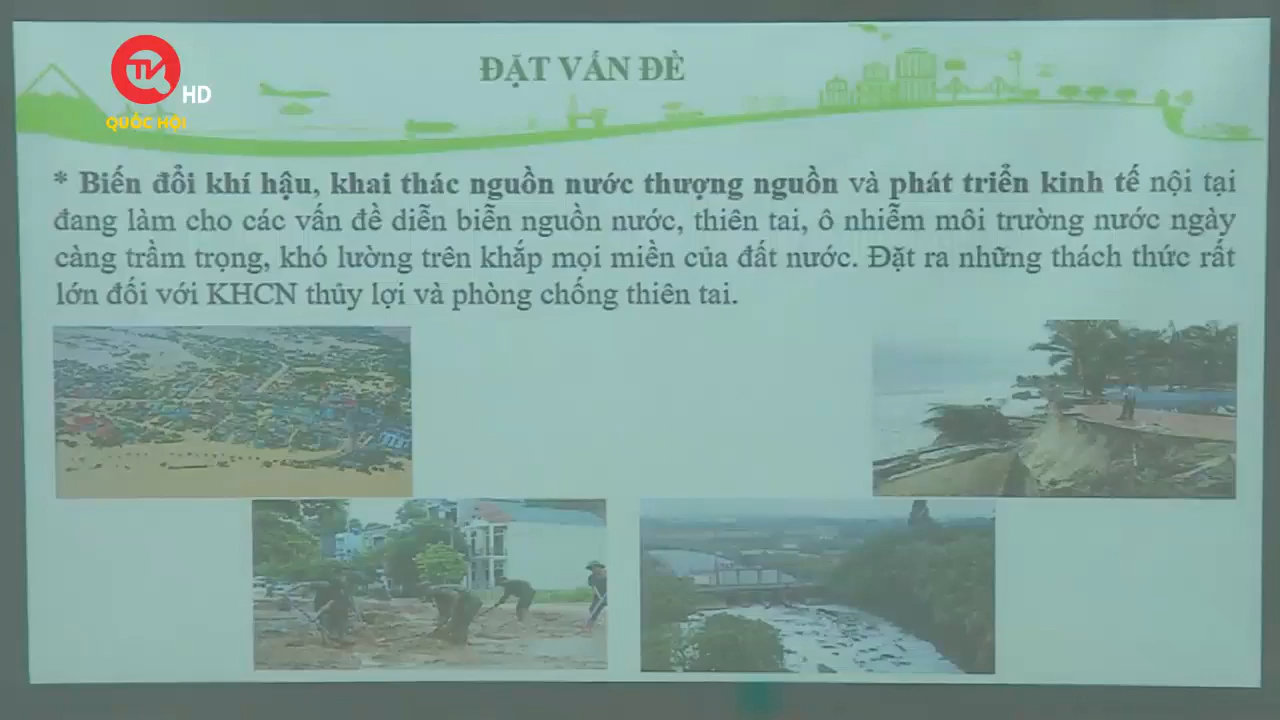 TV
HD
QUỐC HỘI
ĐẶT VẤN ĐỀ
* Biến đổi khí hậu, khai thác nguồn nước thượng nguồn và phát triển kinh tế nội tại
đang làm cho các vấn đề diễn biễn nguồn nước, thiên tai, ô nhiễm môi trường nước ngày
càng trầm trọng, khó lường trên khắp mọi miền của đất nước. Đặt ra những thách thức rất
lớn đối với KHCN thủy lợi và phòng chống thiên tai.